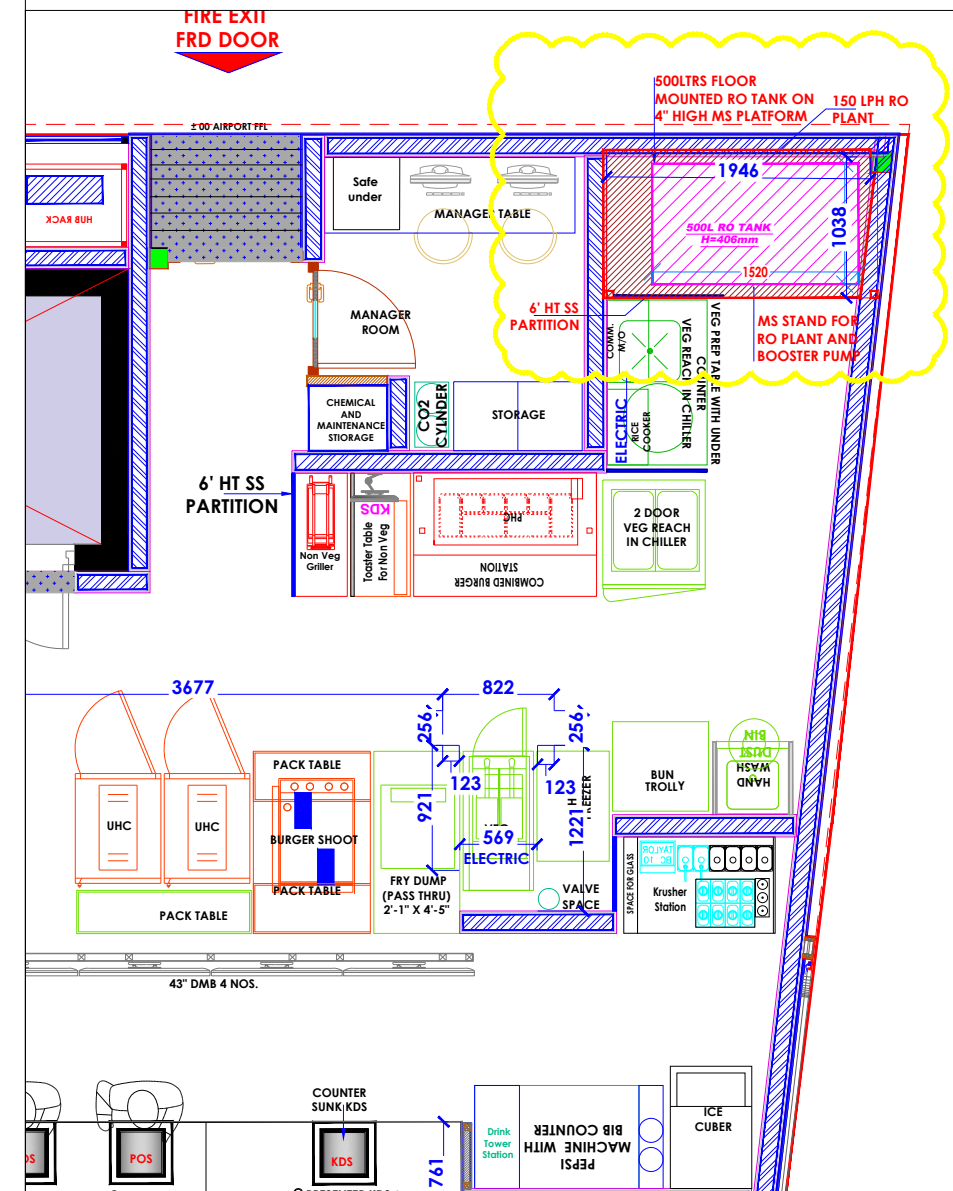 FIRE EXIT
FRD DOOR
± 00 AIRPORT FFL
500LTRS FLOOR
MOUNTED RO TANK ON
4" HIGH MS PLATFORM
150 LPH RO
PLANT
HUB RACK
Safe
under
MANAGER TABLE
1946
1038
500L RO TANK
H=406mm
1520
6' HT SS
PARTITION
MS STAND FOR
RO PLANT AND
BOOSTER PUMP
MANAGER
ROOM
COMM.
M/O
VEG PREP TABLE WITH UNDER
COUNTER
VEG REACH IN CHILLER
ELECTRIC
RICE
COOKER
CHEMICAL
AND
MAINTENANCE
STIORAGE
CO2
CYLNDER
STORAGE
6' HT SS
PARTITION
Non Veg
Griller
KDS
Toaster Table
for Non Veg
PHC
COMBINED BURGER
STATION
2 DOOR
VEG REACH
IN CHILLER
3677
822
256
256
123
123
921
1221
569
ELECTRIC
UHC
UHC
PACK TABLE
BURGER SHOOT
PACK TABLE
PACK TABLE
FRY DUMP
(PASS THRU)
2'-1" X 4'-5"
VALVE
SPACE
BUN
TROLLY
DUST
BIN
HAND
WASH
SPACE FOR GLASS
TAYLOR
BC 10
Krusher
Station
43" DMB 4 NOS.
COUNTER
SUNK KDS
POS
KDS
761
Drink
Tower
Station
PEPSI
MACHINE WITH
BIB COUNTER
ICE
CUBER